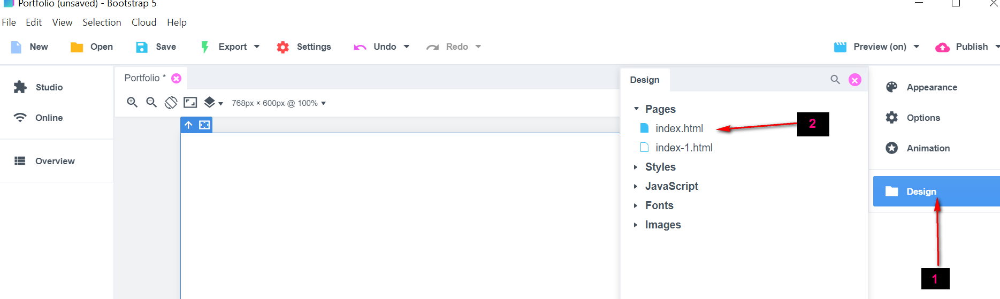 Portfolio (unsaved) - Bootstrap 5
File Edit View Selection Cloud Help
New Open Save Export Settings Undo Redo Preview (on) Publish
Studio
Online
Overview
Portfolio *
768px × 600px @ 100%
Design
Pages
index.html
index-1.html
Styles
JavaScript
Fonts
Images
2
Appearance
Options
Animation
Design
1